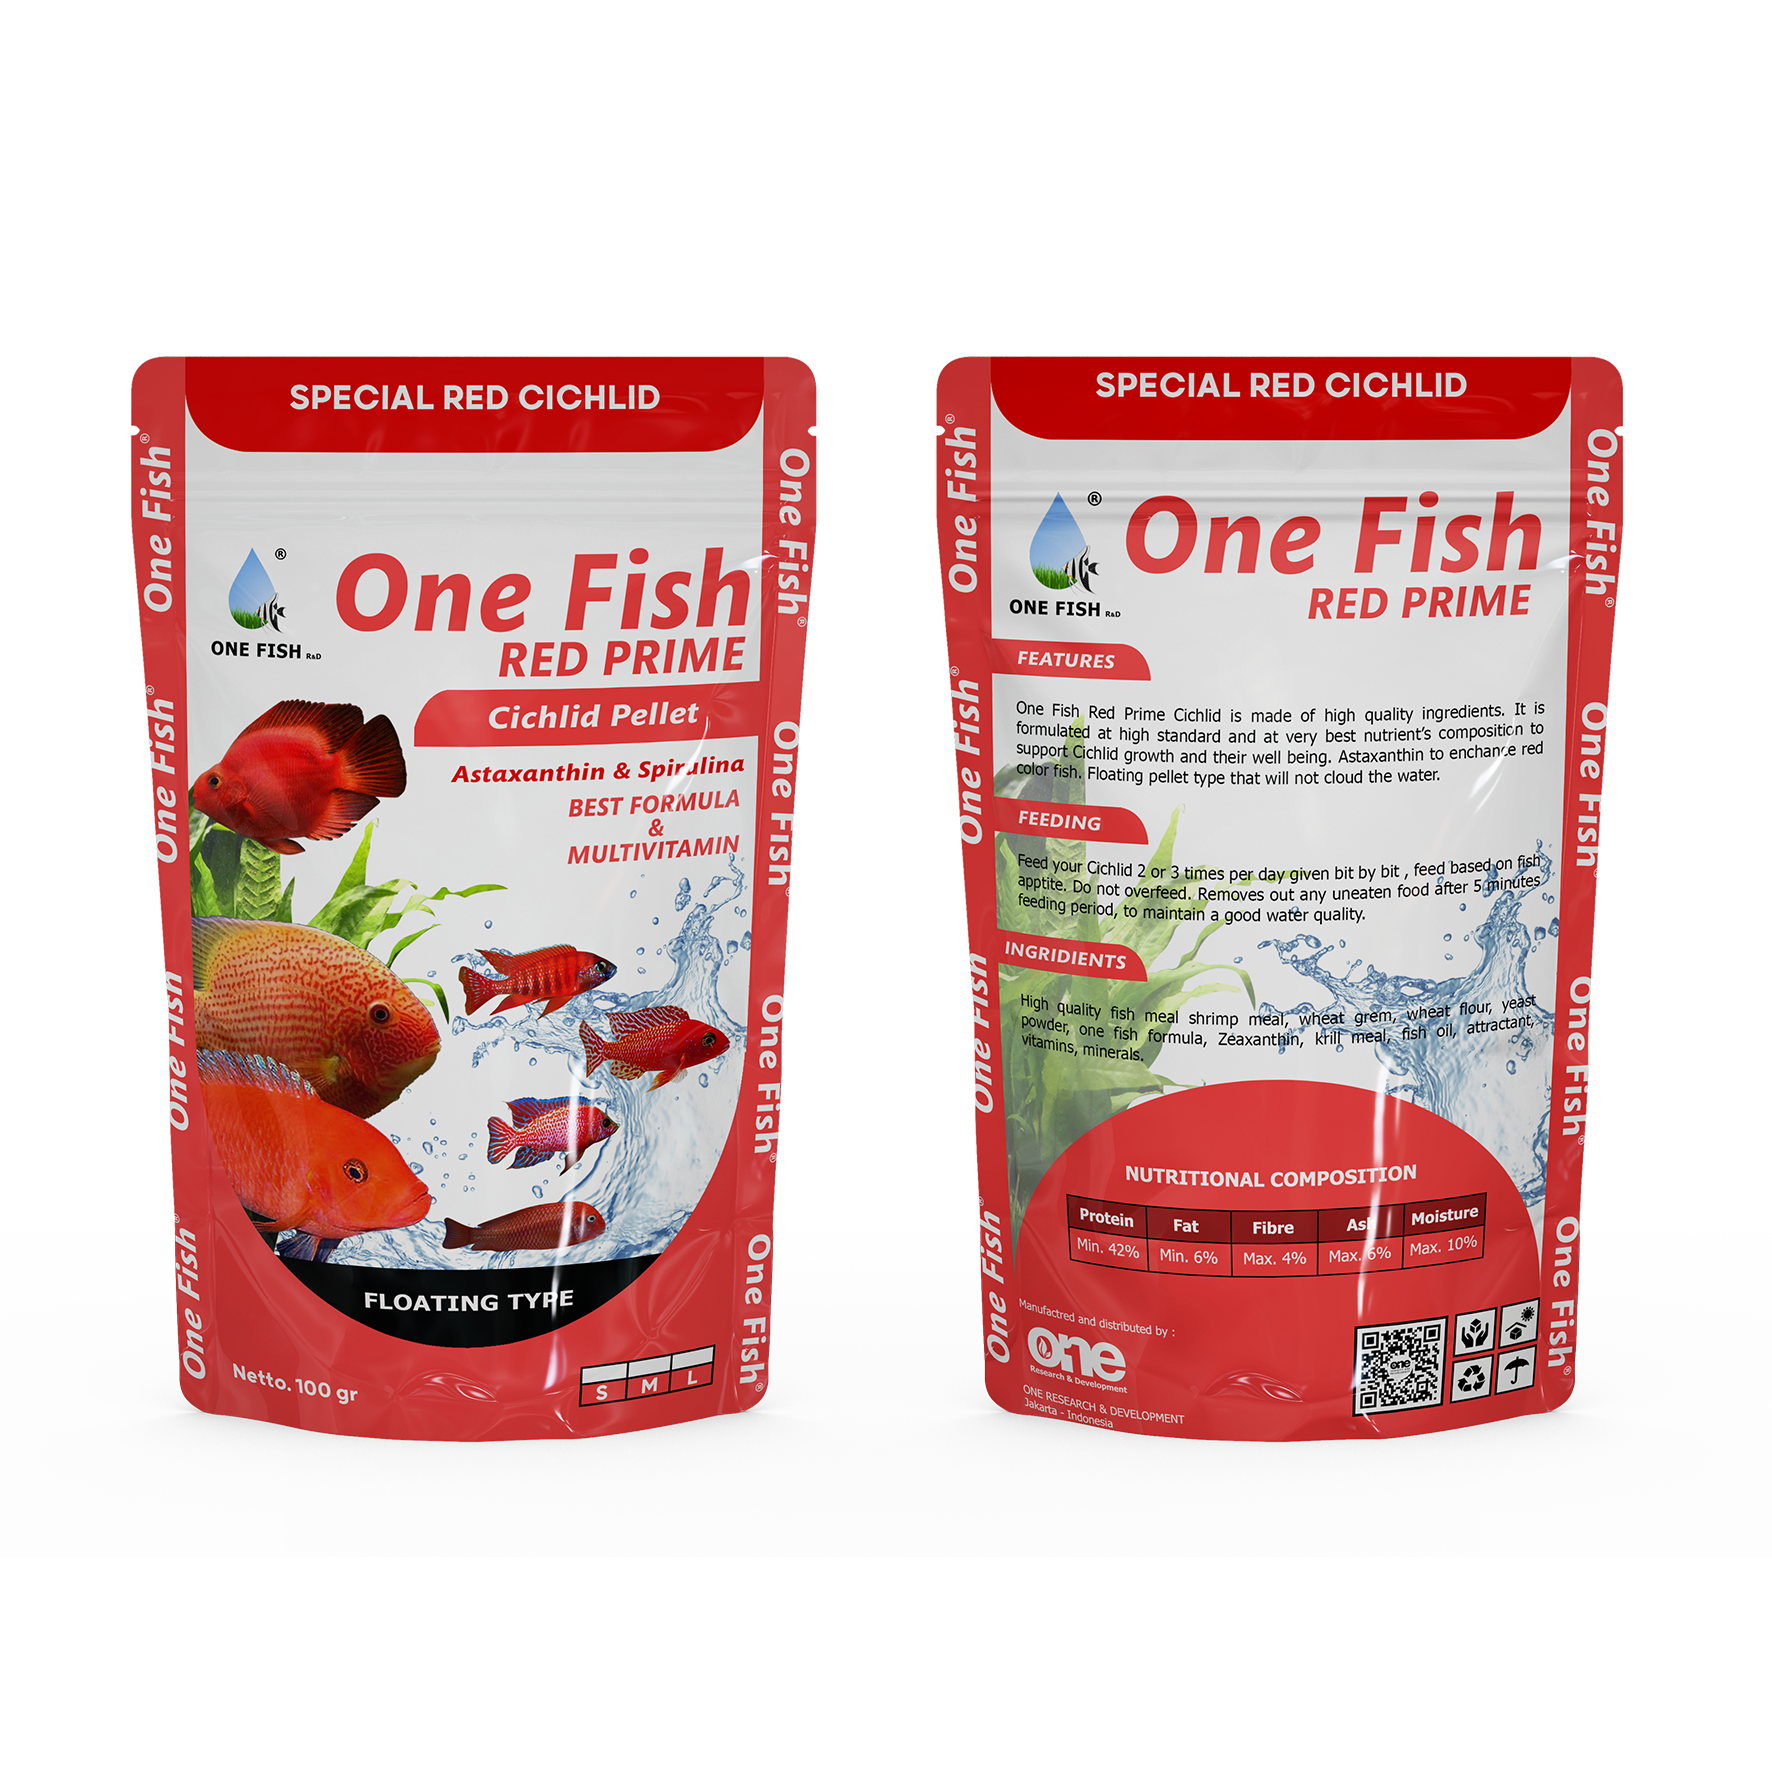 SPECIAL RED CICHLID
®
ONE FISH R&D
One Fish
RED PRIME
Cichlid Pellet
Astaxanthin & Spirulina
BEST FORMULA
&
MULTIVITAMIN
FLOATING TYPE
Netto. 100 gr
S M L
One Fish®
One Fish®
One Fish
One Fish®
One Fish®
One Fish®
One Fish®
One Fish®
SPECIAL RED CICHLID
®
ONE FISH R&D
One Fish
RED PRIME
FEATURES
One Fish Red Prime Cichlid is made of high quality ingredients. It is
formulated at high standard and at very best nutrient's composition to
support Cichlid growth and their well being. Astaxanthin to enchance red
color fish. Floating pellet type that will not cloud the water.
FEEDING
Feed your Cichlid 2 or 3 times per day given bit by bit , feed based on fish
apptite. Do not overfeed. Removes out any uneaten food after 5 minutes
feeding period, to maintain a good water quality.
INGRIDIENTS
High quality fish meal shrimp meal, wheat grem, wheat flour, yeast
powder, one fish formula, Zeaxanthin, krill meal, fish oil, attractant,
vitamins, minerals.
NUTRITIONAL COMPOSITION
Protein Fat Fibre Ash Moisture
Min. 42% Min. 6% Max. 4% Max. 6% Max. 10%
Manufactred and distributed by :
one
Research & Development
ONE RESEARCH & DEVELOPMENT
Jakarta - Indonesia
one
One Fish®
One Fish®
One Fish
One Fish®
One Fish®
One Fish®
One Fish®
One Fish®